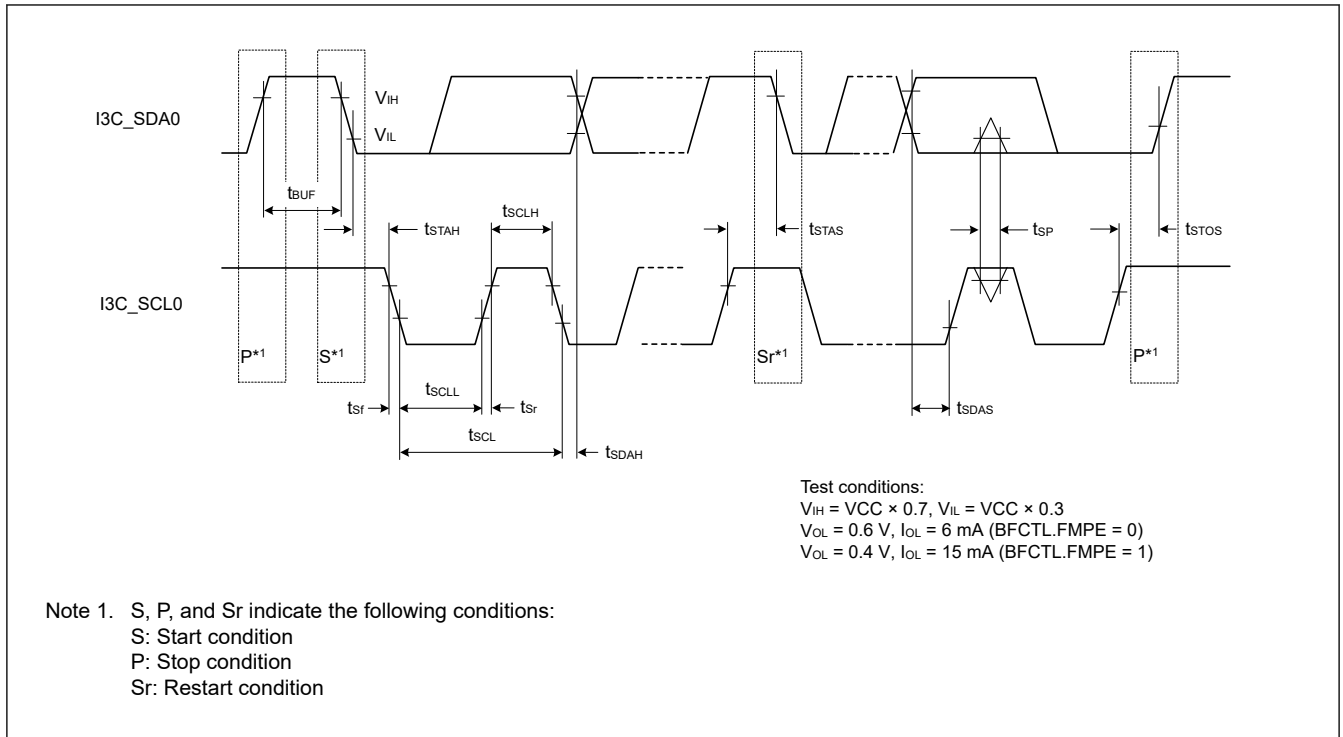 I3C_SDA0
VIH
VIL
tBUF
tSTAH
tSCLH
tSTAS
tSP
tSTOS
I3C_SCL0
P*1
S*1
Sr*1
P*1
tSCLL
tSf
tSr
tSDAS
tSCL
tSDAH
Test conditions:
VIH = VCC × 0.7, VIL = VCC × 0.3
VOL = 0.6 V, IOL = 6 mA (BFCTL.FMPE = 0)
VOL = 0.4 V, IOL = 15 mA (BFCTL.FMPE = 1)
Note 1. S, P, and Sr indicate the following conditions:
S: Start condition
P: Stop condition
Sr: Restart condition